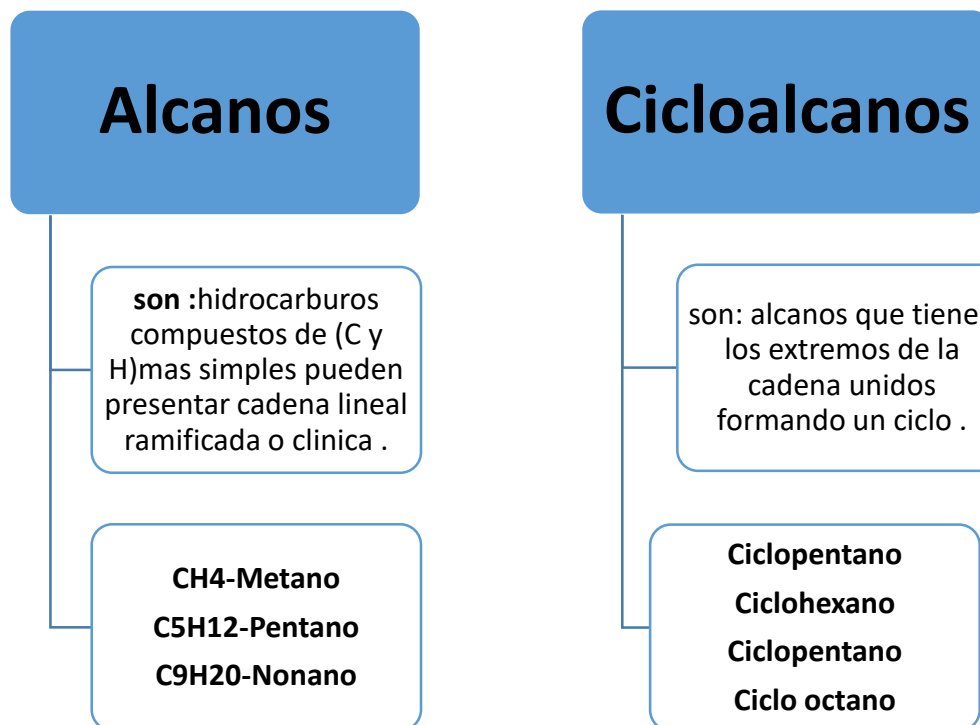 Alcanos
son :hidrocarburos
compuestos de (C y
H)mas simples pueden
presentar cadena lineal
ramificada o clinica .
CH4-Metano
C5H12-Pentano
C9H20-Nonano
Cicloalcanos
son: alcanos que tiene
los extremos de la
cadena unidos
formando un ciclo .
Ciclopentano
Ciclohexano
Ciclopentano
Ciclo octano